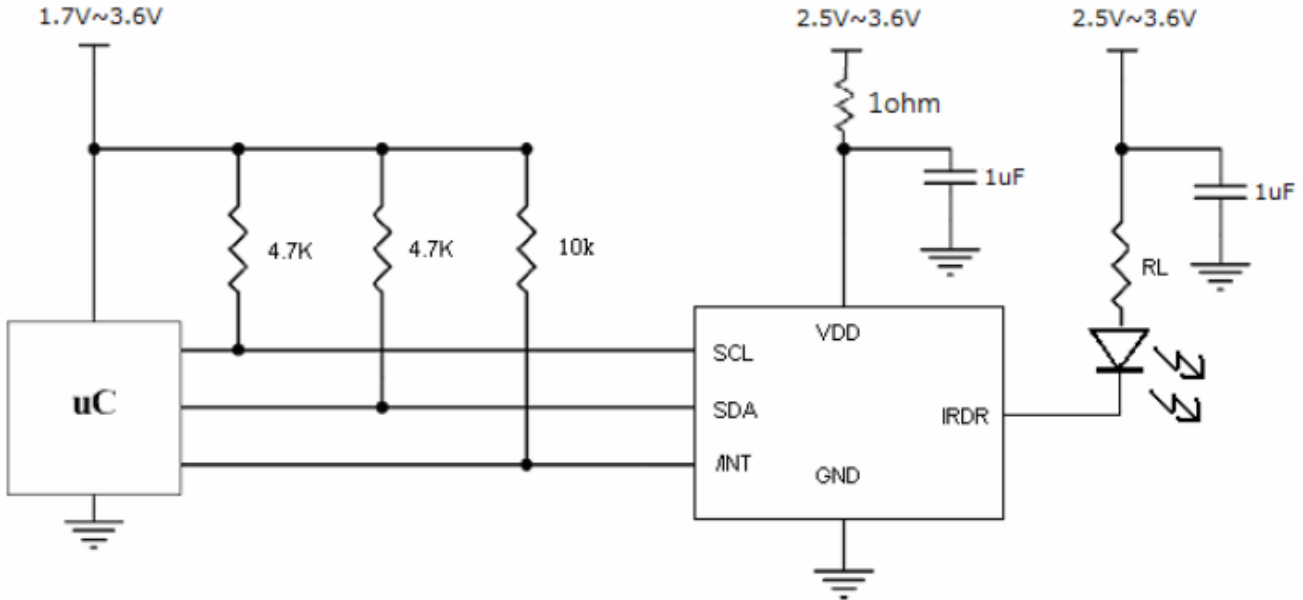 1.7V~3.6V
2.5V~3.6V
2.5V~3.6V
1ohm
1uF
1uF
4.7K
4.7K
10k
RL
VDD
SCL
uC
SDA
IRDR
/INT
GND